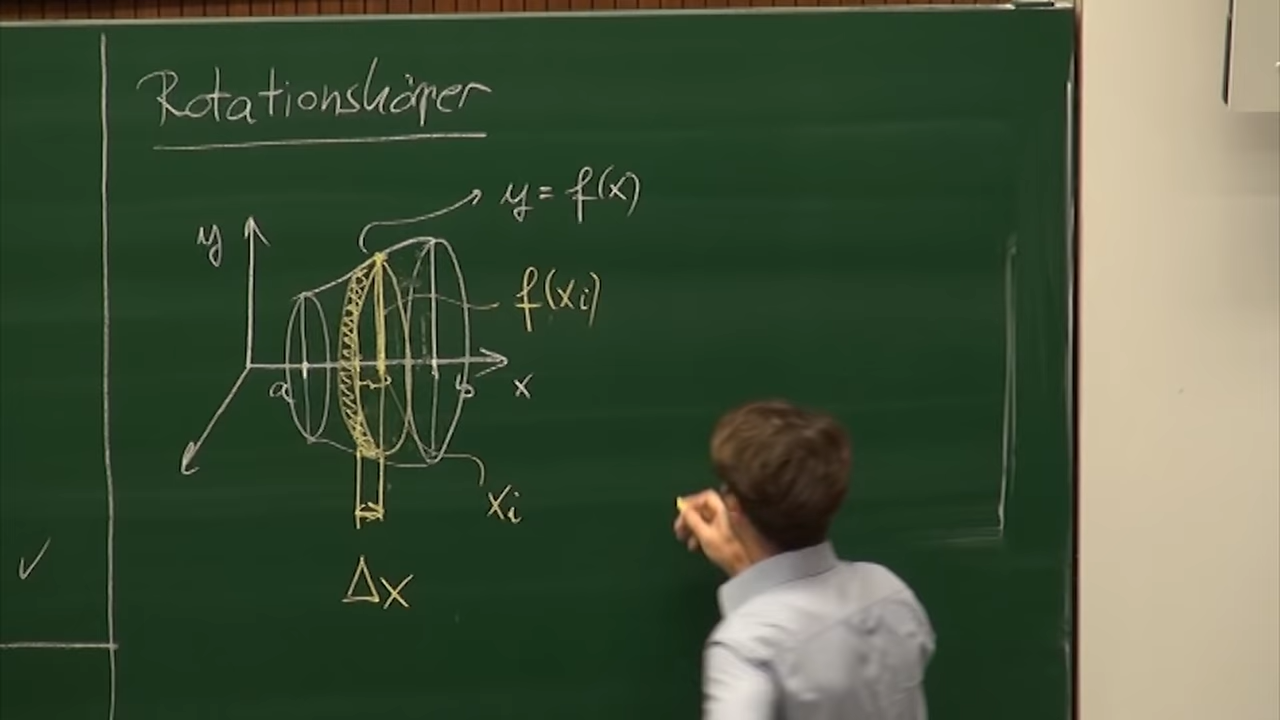 Rotationskörper
y = f(x)
y
f(xi)
a
b
x
xi
Δx